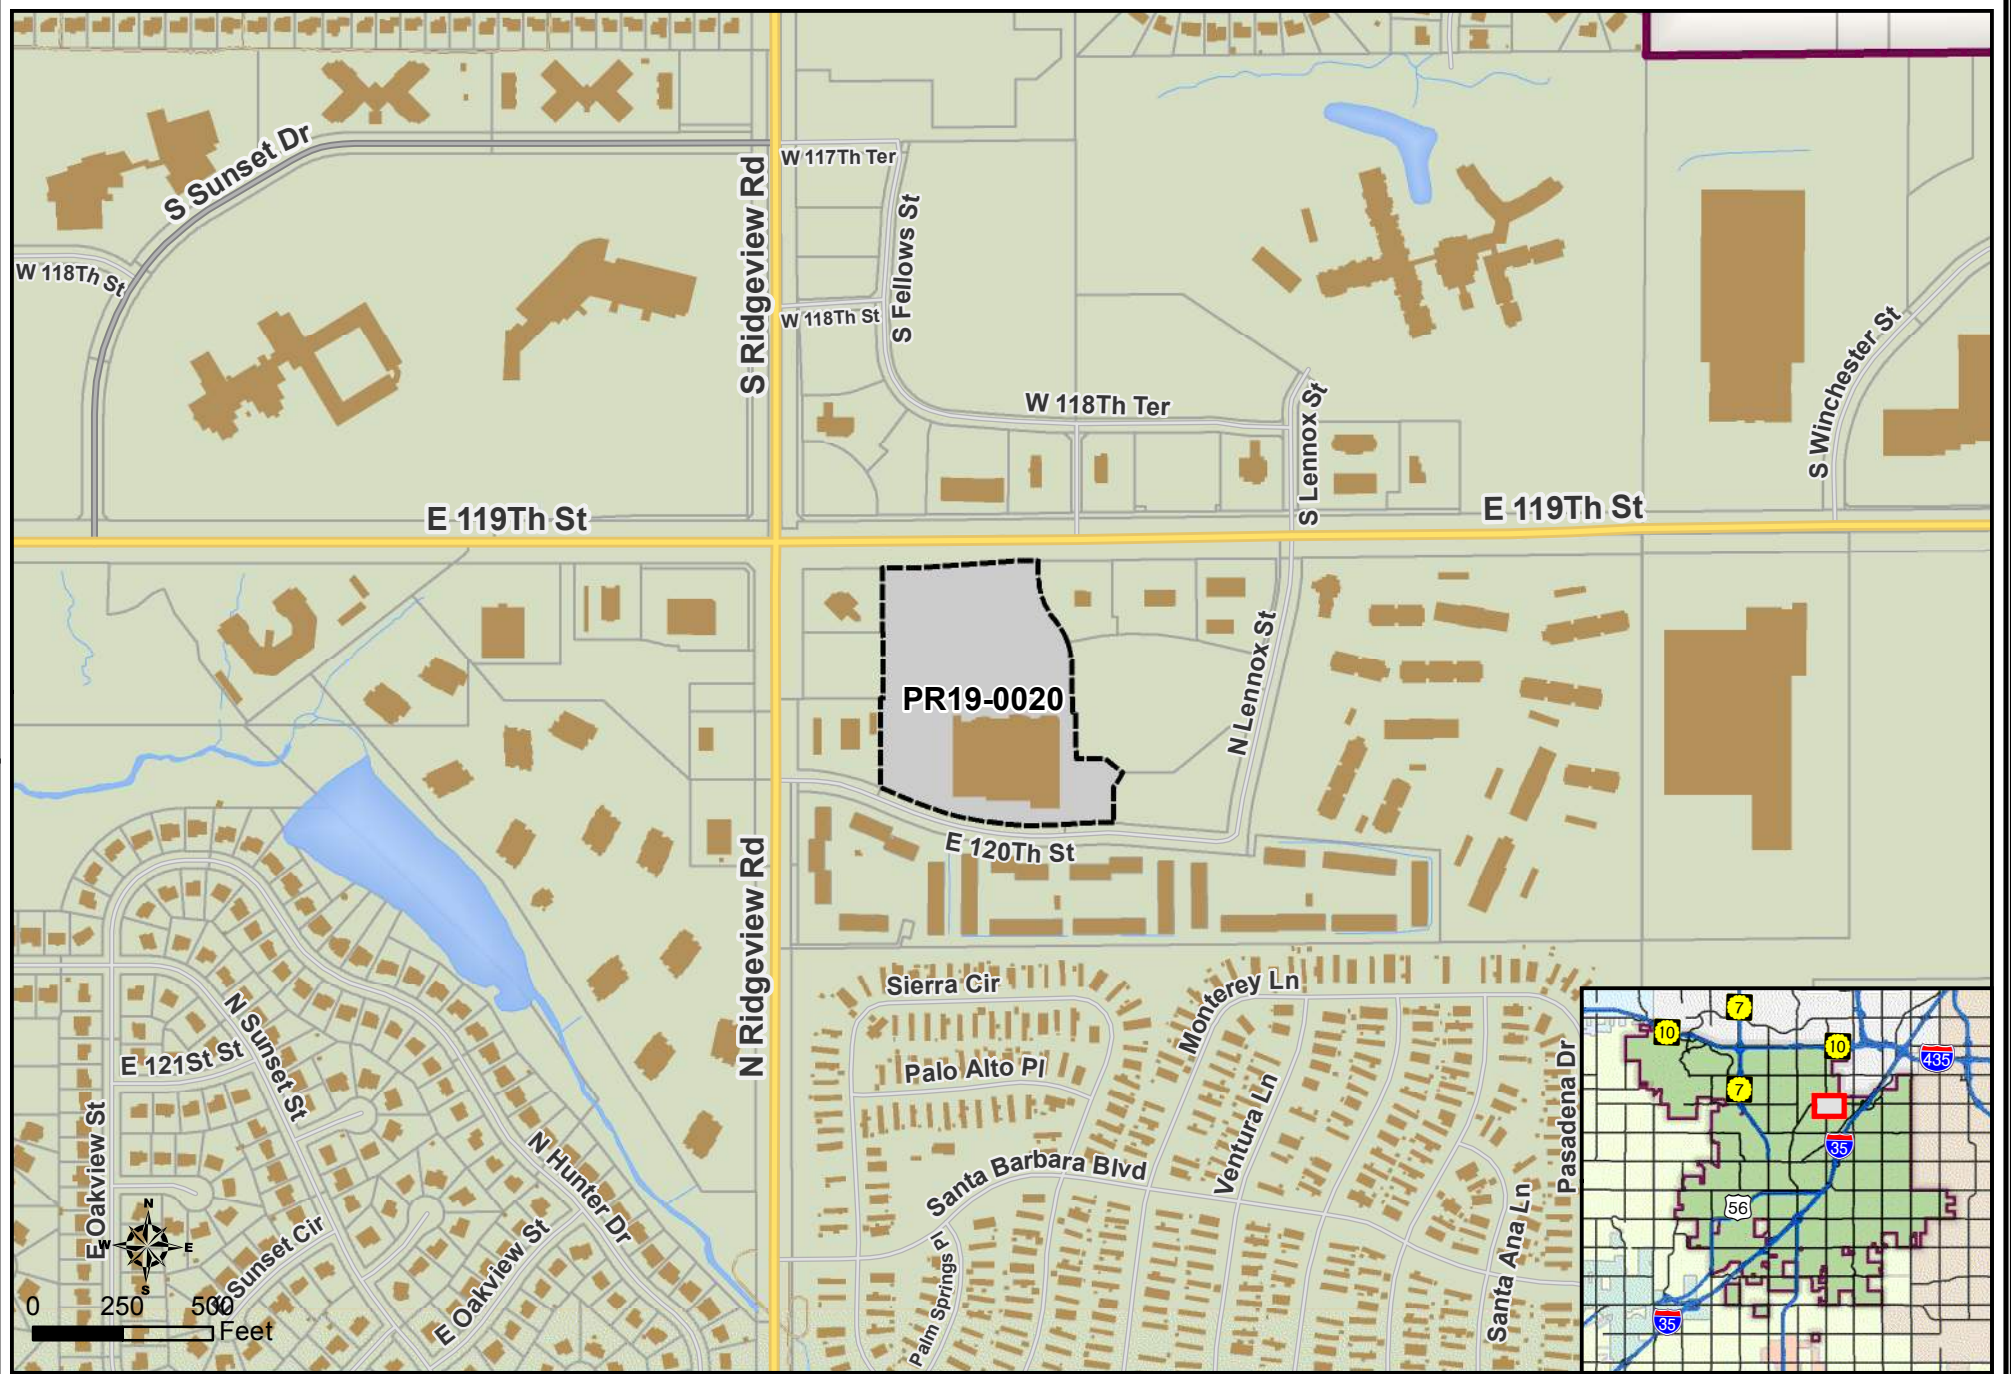 S Sunset Dr
W 117Th Ter
S Ridgeview Rd
S Fellows St
W 118Th St
W 118Th St
W 118Th Ter
S Lennox St
S Winchester St
E 119Th St
E 119Th St
PR19-0020
N Lennox St
E 120Th St
N Ridgeview Rd
Sierra Cir
Monterey Ln
Palo Alto Pl
Ventura Ln
Pasadena Dr
Santa Barbara Blvd
Santa Ana Ln
Palm Springs Pl
N Sunset St
E 121St St
E Oakview St
N Hunter Dr
Sunset Cir
E Oakview St
N
W
E
S
0 250 500
Feet
7
10
10
435
7
35
56
35